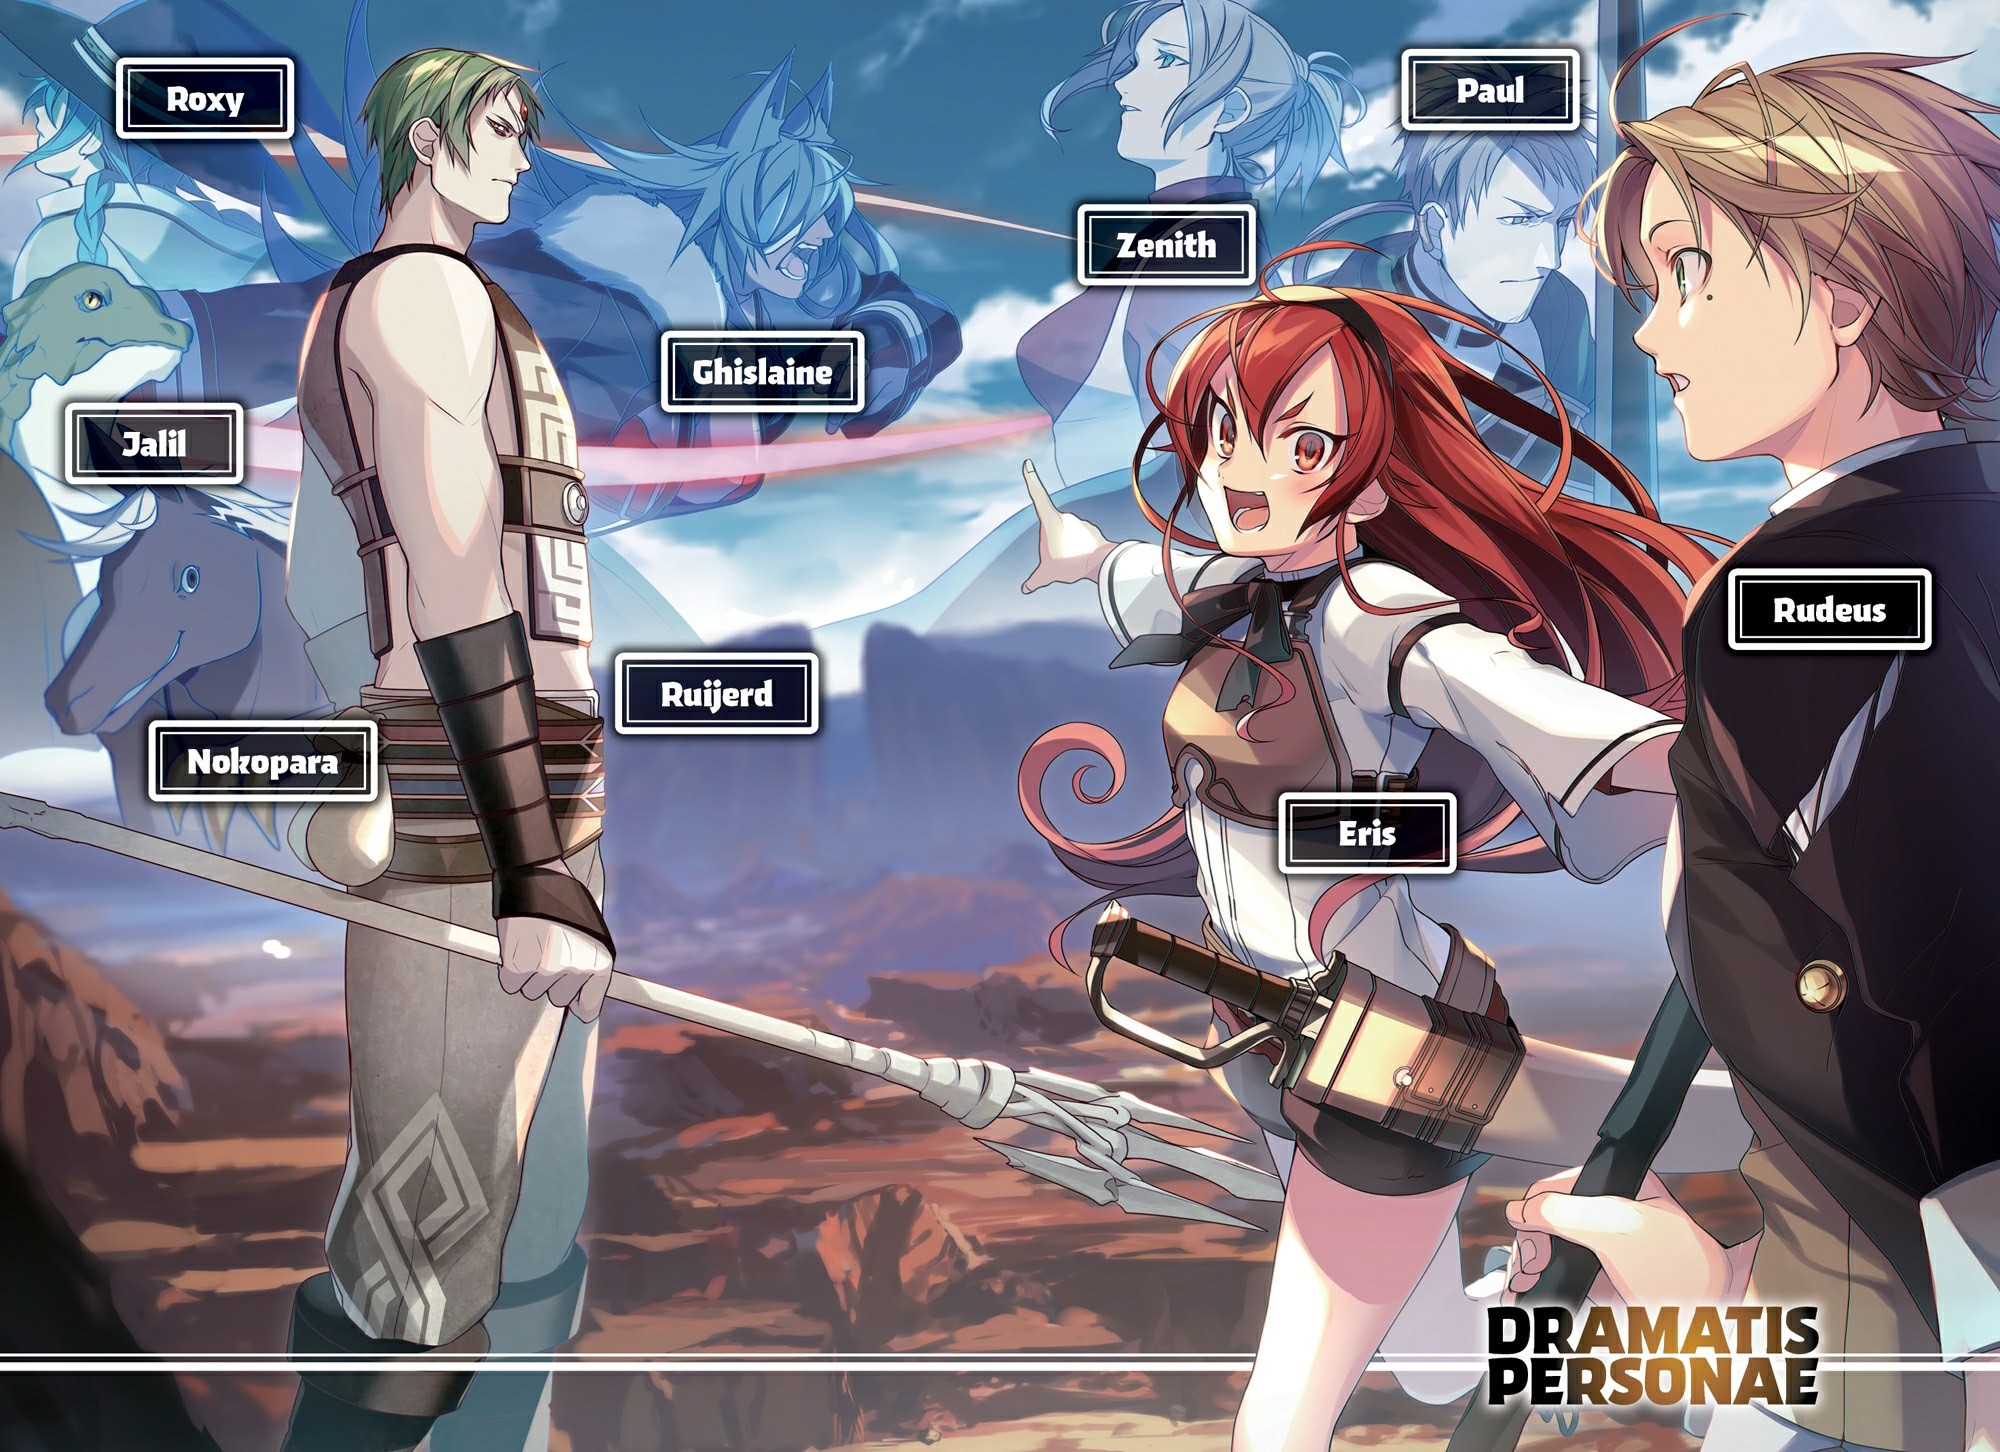 Roxy
Paul
Zenith
Ghislaine
Jalil
Rudeus
Ruijerd
Nokopara
Eris
DRAMATIS
PERSONAE